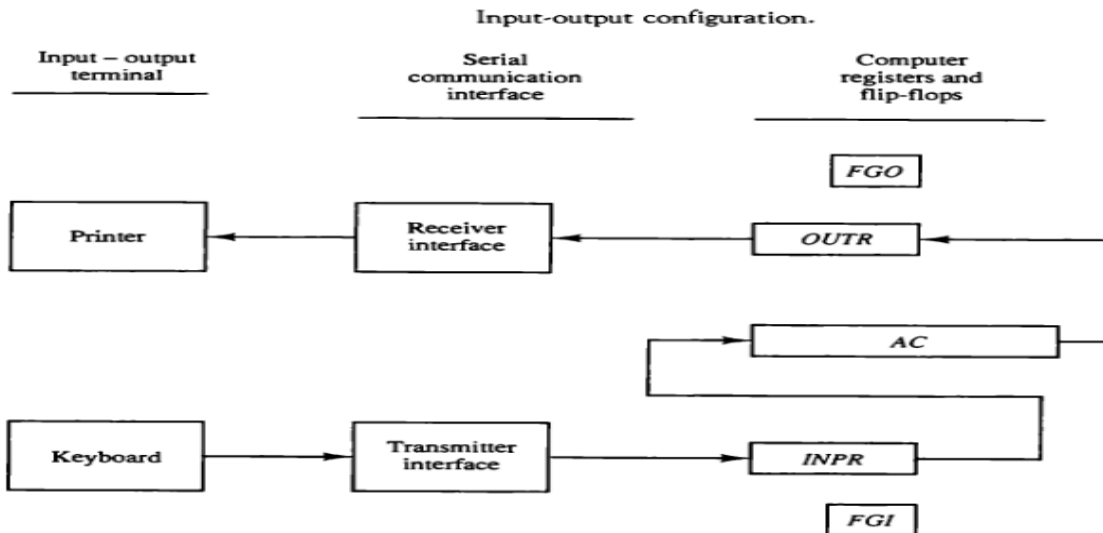 Input-output configuration.
Input – output
terminal
Serial
communication
interface
Computer
registers and
flip-flops
FGO
Printer
Receiver
interface
OUTR
AC
Keyboard
Transmitter
interface
INPR
FGI